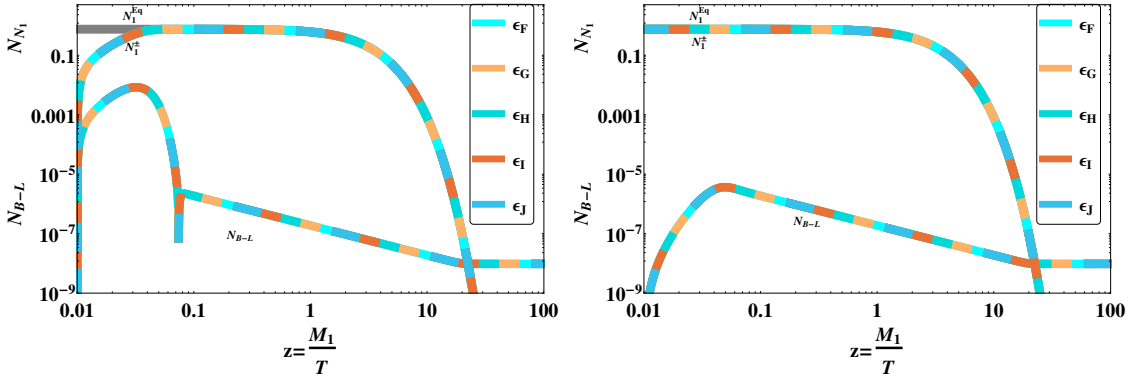 N_{N_1}
N_{B-L}
0.1
0.001
10^{-5}
10^{-7}
10^{-9}
N_1^{Eq}
N_1^{±}
N_{B-L}
ϵ_F
ϵ_G
ϵ_H
ϵ_I
ϵ_J
0.01 0.1 1 10 100
z= M_1/T
N_{N_1}
N_{B-L}
0.1
0.001
10^{-5}
10^{-7}
10^{-9}
N_1^{Eq}
N_1^{±}
N_{B-L}
ϵ_F
ϵ_G
ϵ_H
ϵ_I
ϵ_J
0.01 0.1 1 10 100
z= M_1/T